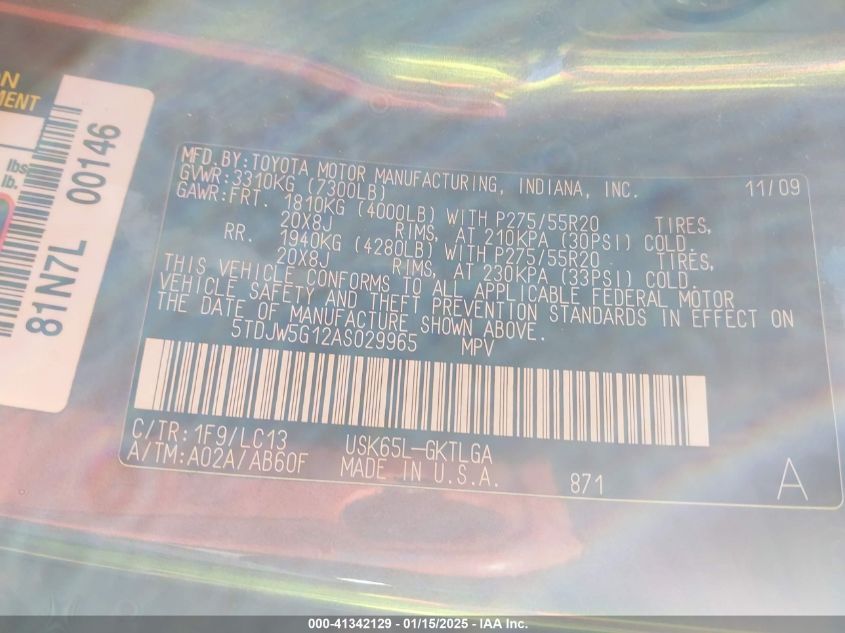 ON
MENT
lbs
lb.
81N7L 00146
MFD. BY: TOYOTA MOTOR MANUFACTURING, INDIANA, INC. 11/09
GVWR: 3310KG (7300LB)
GAWR: FRT. 1810KG (4000LB) WITH P275/55R20 TIRES,
20X8J RIMS, AT 210KPA (30PSI) COLD.
RR. 1940KG (4280LB) WITH P275/55R20 TIRES,
20X8J RIMS, AT 230KPA (33PSI) COLD.
THIS VEHICLE CONFORMS TO ALL APPLICABLE FEDERAL MOTOR
VEHICLE SAFETY AND THEFT PREVENTION STANDARDS IN EFFECT ON
THE DATE OF MANUFACTURE SHOWN ABOVE.
5TDJW5G12AS029965 MPV
C/TR: 1F9/LC13 USK65L-GKTLGA
A/TM: A02A/AB60F MADE IN U.S.A. 871 A
000-41342129 - 01/15/2025 - IAA Inc.